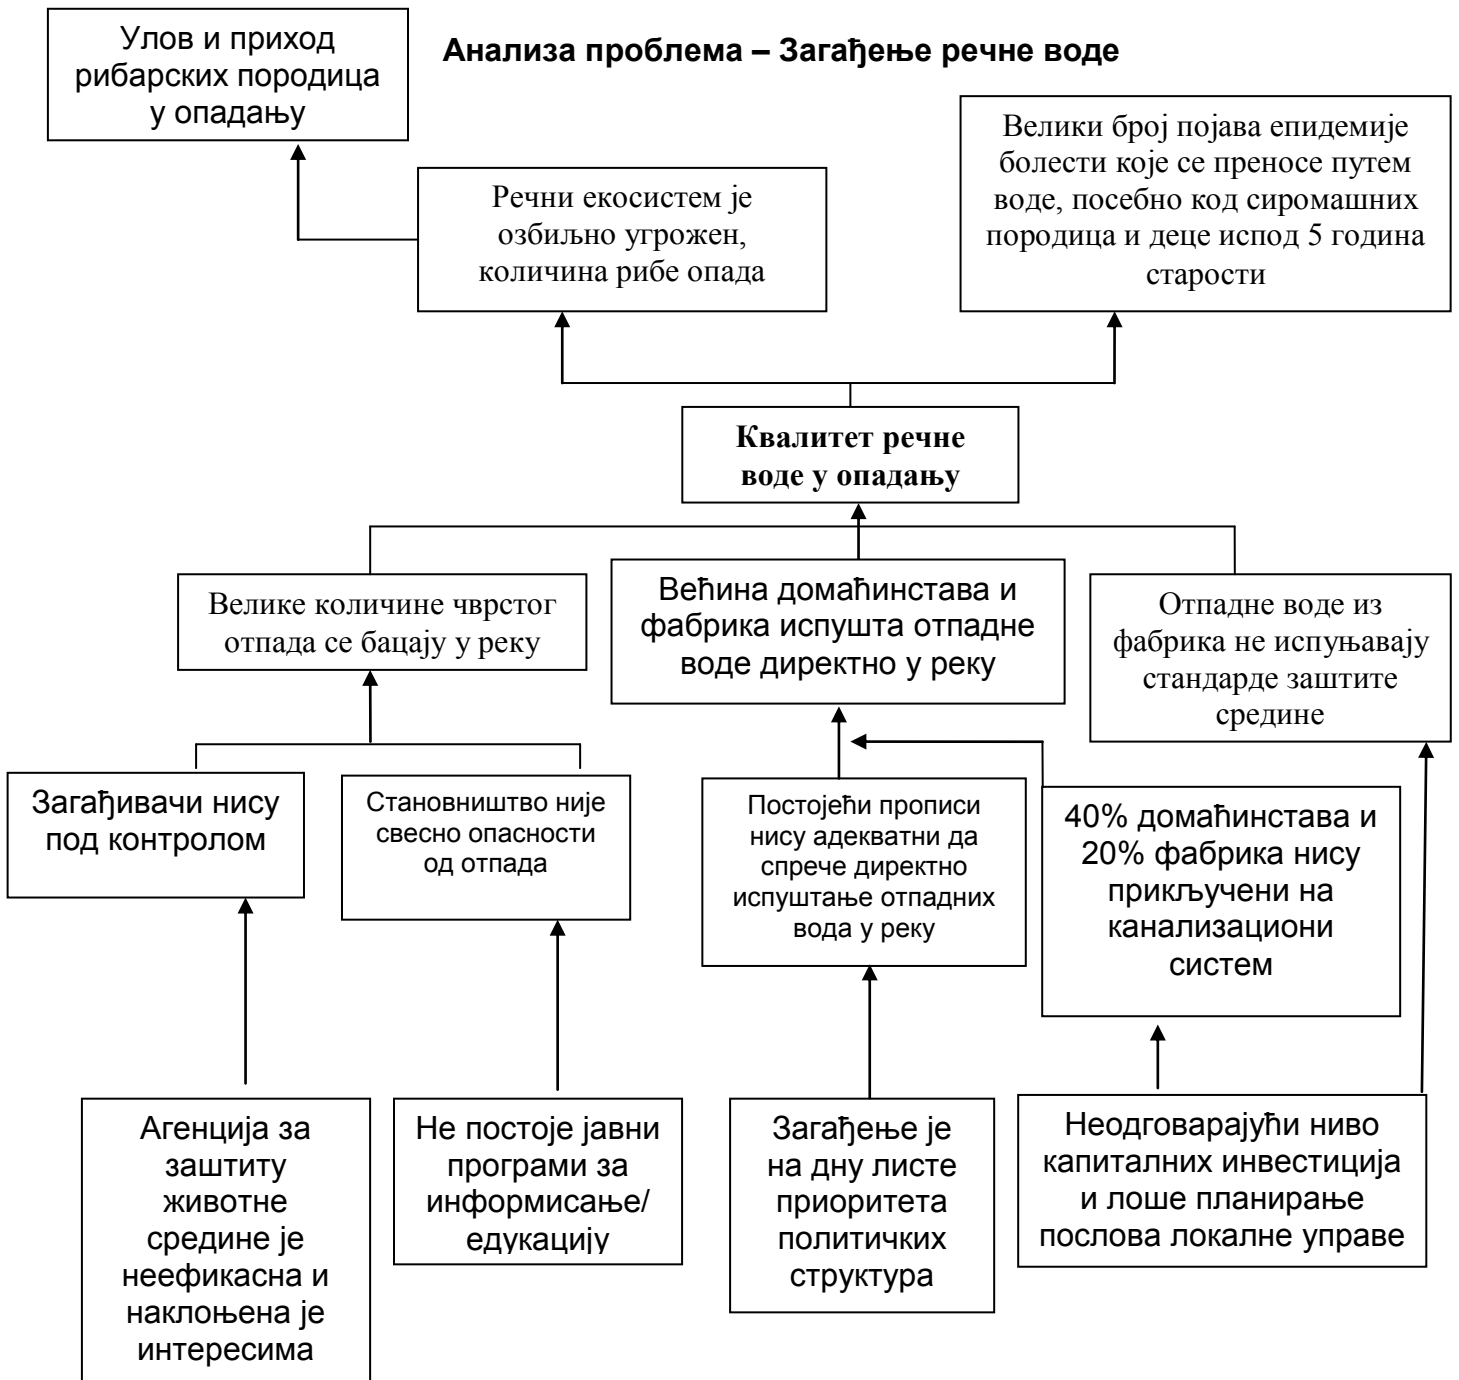 Улов и приход
рибарских породица
у опадању
Анализа проблема – Загађење речне воде
Велики број појава епидемије
болести које се преносе путем
воде, посебно код сиромашних
породица и деце испод 5 година
старости
Речни екосистем је
озбиљно угрожен,
количина рибе опада
Квалитет речне
воде у опадању
Велике количине чврстог
отпада се бацају у реку
Већина домаћинстава и
фабрика испушта отпадне
воде директно у реку
Отпадне воде из
фабрика не испуњавају
стандарде заштите
средине
Загађивачи нису
под контролом
Становништво није
свесно опасности
од отпада
Постојећи прописи
нису адекватни да
спрече директно
испуштање отпадних
вода у реку
40% домаћинстава и
20% фабрика нису
прикључени на
канализациони
систем
Агенција за
заштиту
животне
средине је
неефикасна и
наклоњена је
интересима
Не постоје јавни
програми за
информисање/
едукацију
Загађење је
на дну листе
приоритета
политичких
структура
Неодговарајући ниво
капиталних инвестиција
и лоше планирање
послова локалне управе